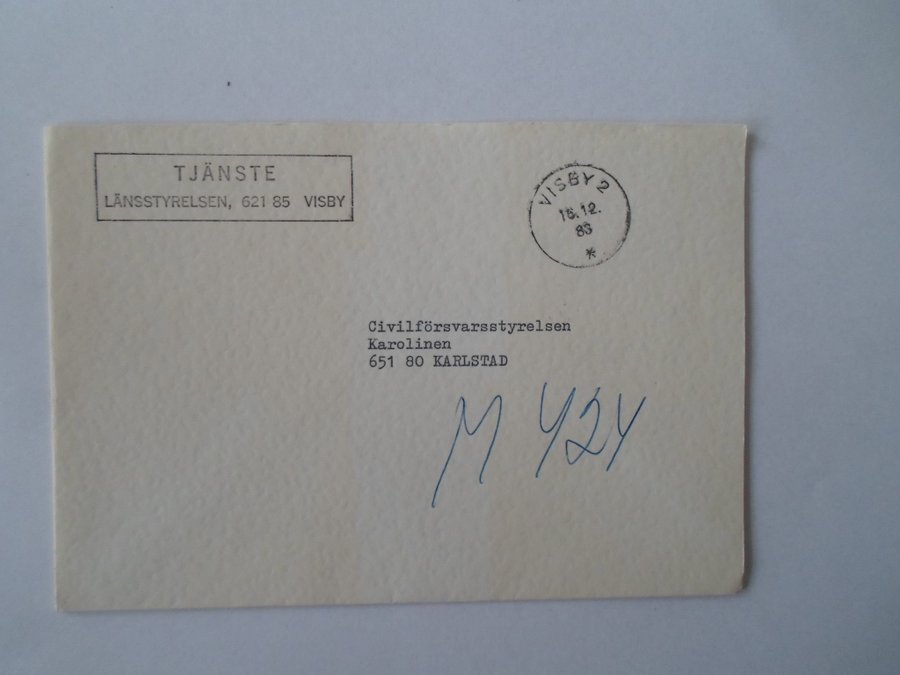 TJÄNSTE
LÄNSSTYRELSEN, 621 85 VISBY
VISBY 2
16.12.
83
*
Civilförsvarsstyrelsen
Karolinen
651 80 KARLSTAD
M 424